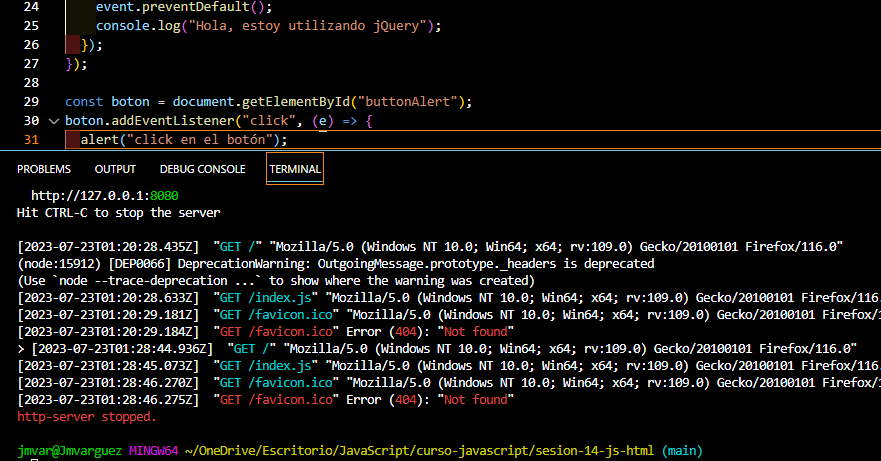 24 event.preventDefault();
25 console.log("Hola, estoy utilizando jQuery");
26 });
27 });
28
29 const boton = document.getElementById("buttonAlert");
30 boton.addEventListener("click", (e) => {
31 alert("click en el botón");
PROBLEMS OUTPUT DEBUG CONSOLE TERMINAL
http://127.0.0.1:8080
Hit CTRL-C to stop the server
[2023-07-23T01:20:28.435Z] "GET /" "Mozilla/5.0 (Windows NT 10.0; Win64; x64; rv:109.0) Gecko/20100101 Firefox/116.0"
(node:15912) [DEP0066] DeprecationWarning: OutgoingMessage.prototype._headers is deprecated
(Use `node --trace-deprecation ...` to show where the warning was created)
[2023-07-23T01:20:28.633Z] "GET /index.js" "Mozilla/5.0 (Windows NT 10.0; Win64; x64; rv:109.0) Gecko/20100101 Firefox/116.
[2023-07-23T01:20:29.181Z] "GET /favicon.ico" "Mozilla/5.0 (Windows NT 10.0; Win64; x64; rv:109.0) Gecko/20100101 Firefox/
[2023-07-23T01:20:29.184Z] "GET /favicon.ico" Error (404): "Not found"
> [2023-07-23T01:28:44.936Z] "GET /" "Mozilla/5.0 (Windows NT 10.0; Win64; x64; rv:109.0) Gecko/20100101 Firefox/116.0"
[2023-07-23T01:28:45.073Z] "GET /index.js" "Mozilla/5.0 (Windows NT 10.0; Win64; x64; rv:109.0) Gecko/20100101 Firefox/116.
[2023-07-23T01:28:46.270Z] "GET /favicon.ico" "Mozilla/5.0 (Windows NT 10.0; Win64; x64; rv:109.0) Gecko/20100101 Firefox/
[2023-07-23T01:28:46.275Z] "GET /favicon.ico" Error (404): "Not found"
http-server stopped.
jmvar@Jmvarguez MINGW64 ~/OneDrive/Escritorio/JavaScript/curso-javascript/sesion-14-js-html (main)